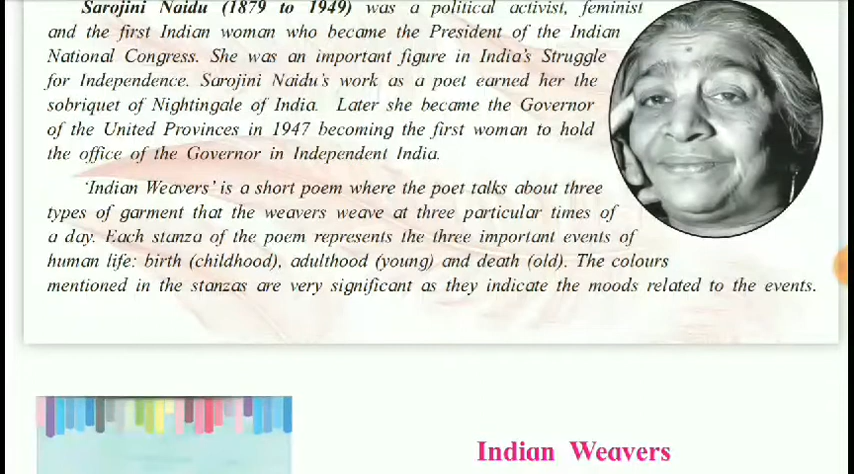 Sarojini Naidu (1879 to 1949) was a political activist, feminist
and the first Indian woman who became the President of the Indian
National Congress. She was an important figure in India's Struggle
for Independence. Sarojini Naidu's work as a poet earned her the
sobriquet of Nightingale of India. Later she became the Governor
of the United Provinces in 1947 becoming the first woman to hold
the office of the Governor in Independent India.
'Indian Weavers' is a short poem where the poet talks about three
types of garment that the weavers weave at three particular times of
a day. Each stanza of the poem represents the three important events of
human life: birth (childhood), adulthood (young) and death (old). The colours
mentioned in the stanzas are very significant as they indicate the moods related to the events.
Indian Weavers